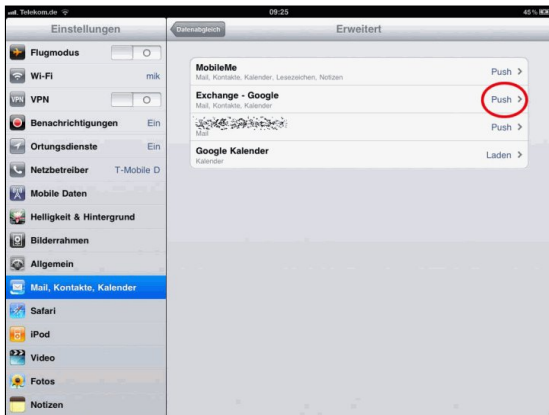 Telekom.de
09:25
45 %
Einstellungen
Datenabgleich
Erweitert
Flugmodus
Wi-Fi mik
VPN VPN
Benachrichtigungen Ein
Ortungsdienste Ein
Netzbetreiber T-Mobile D
Mobile Daten
Helligkeit & Hintergrund
Bilderrahmen
Allgemein
Mail, Kontakte, Kalender
Safari
iPod
Video
Fotos
Notizen
MobileMe Push
Mail, Kontakte, Kalender, Lesezeichen, Notizen
Exchange - Google Push
Mail, Kontakte, Kalender
Push
Mail
Google Kalender Laden
Kalender